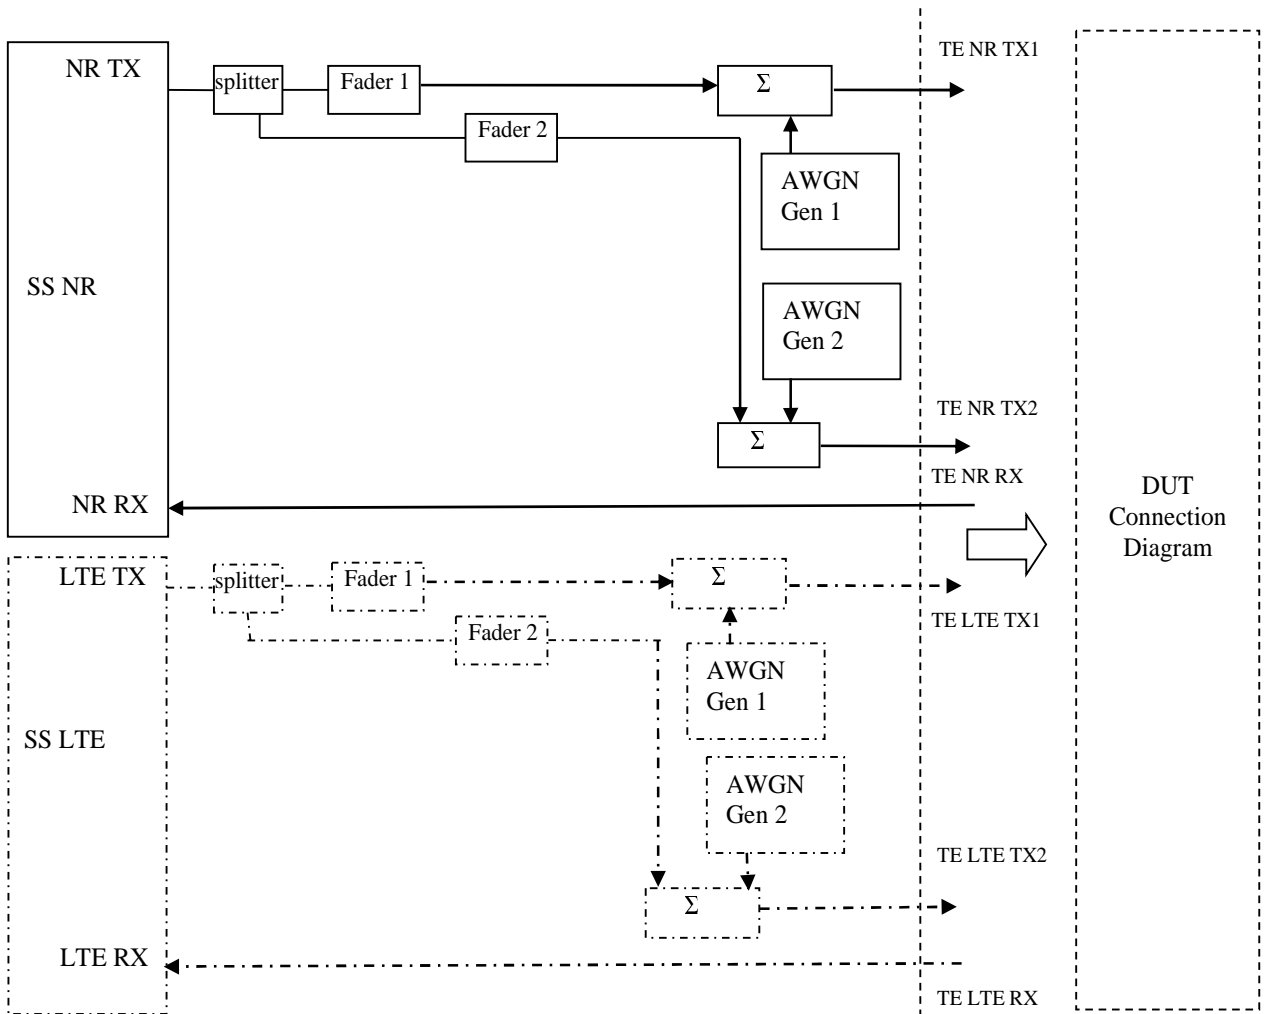 TE NR TX1
NR TX
splitter
Fader 1
Σ
Fader 2
AWGN
Gen 1
SS NR
AWGN
Gen 2
TE NR TX2
Σ
TE NR RX
NR RX
DUT
Connection
Diagram
LTE TX
splitter
Fader 1
Σ
TE LTE TX1
Fader 2
AWGN
Gen 1
SS LTE
AWGN
Gen 2
TE LTE TX2
Σ
LTE RX
TE LTE RX